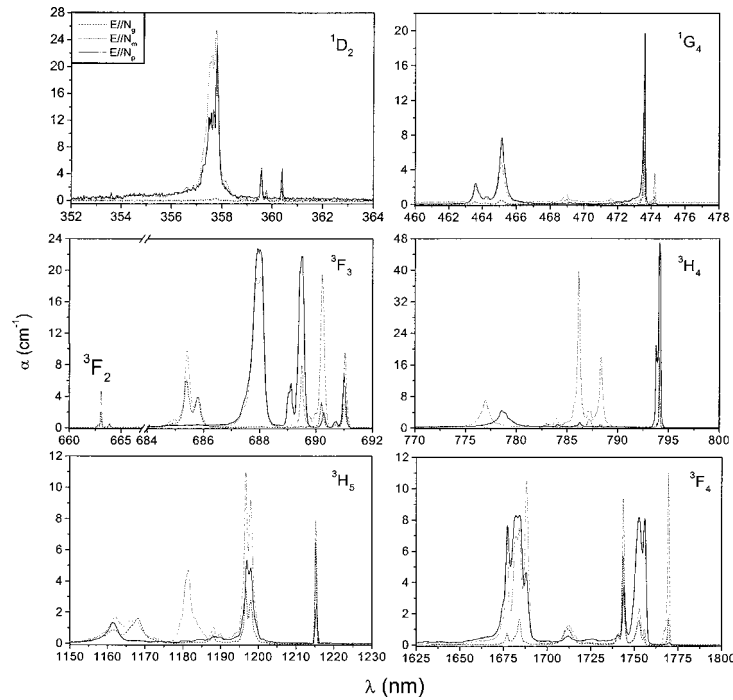 E//Ng
E//Nm
E//Np
¹D₂
28
24
20
16
12
8
4
0
352 354 356 358 360 362 364
¹G₄
20
16
12
8
4
0
460 462 464 466 468 470 472 474 476 478
³F₃
³F₂
24
20
16
12
8
4
0
660 665 684 686 688 690 692
³H₄
48
36
24
12
0
770 775 780 785 790 795 800
α (cm⁻¹)
³H₅
12
10
8
6
4
2
0
1150 1160 1170 1180 1190 1200 1210 1220 1230
³F₄
12
10
8
6
4
2
0
1625 1650 1675 1700 1725 1750 1775 1800
λ (nm)